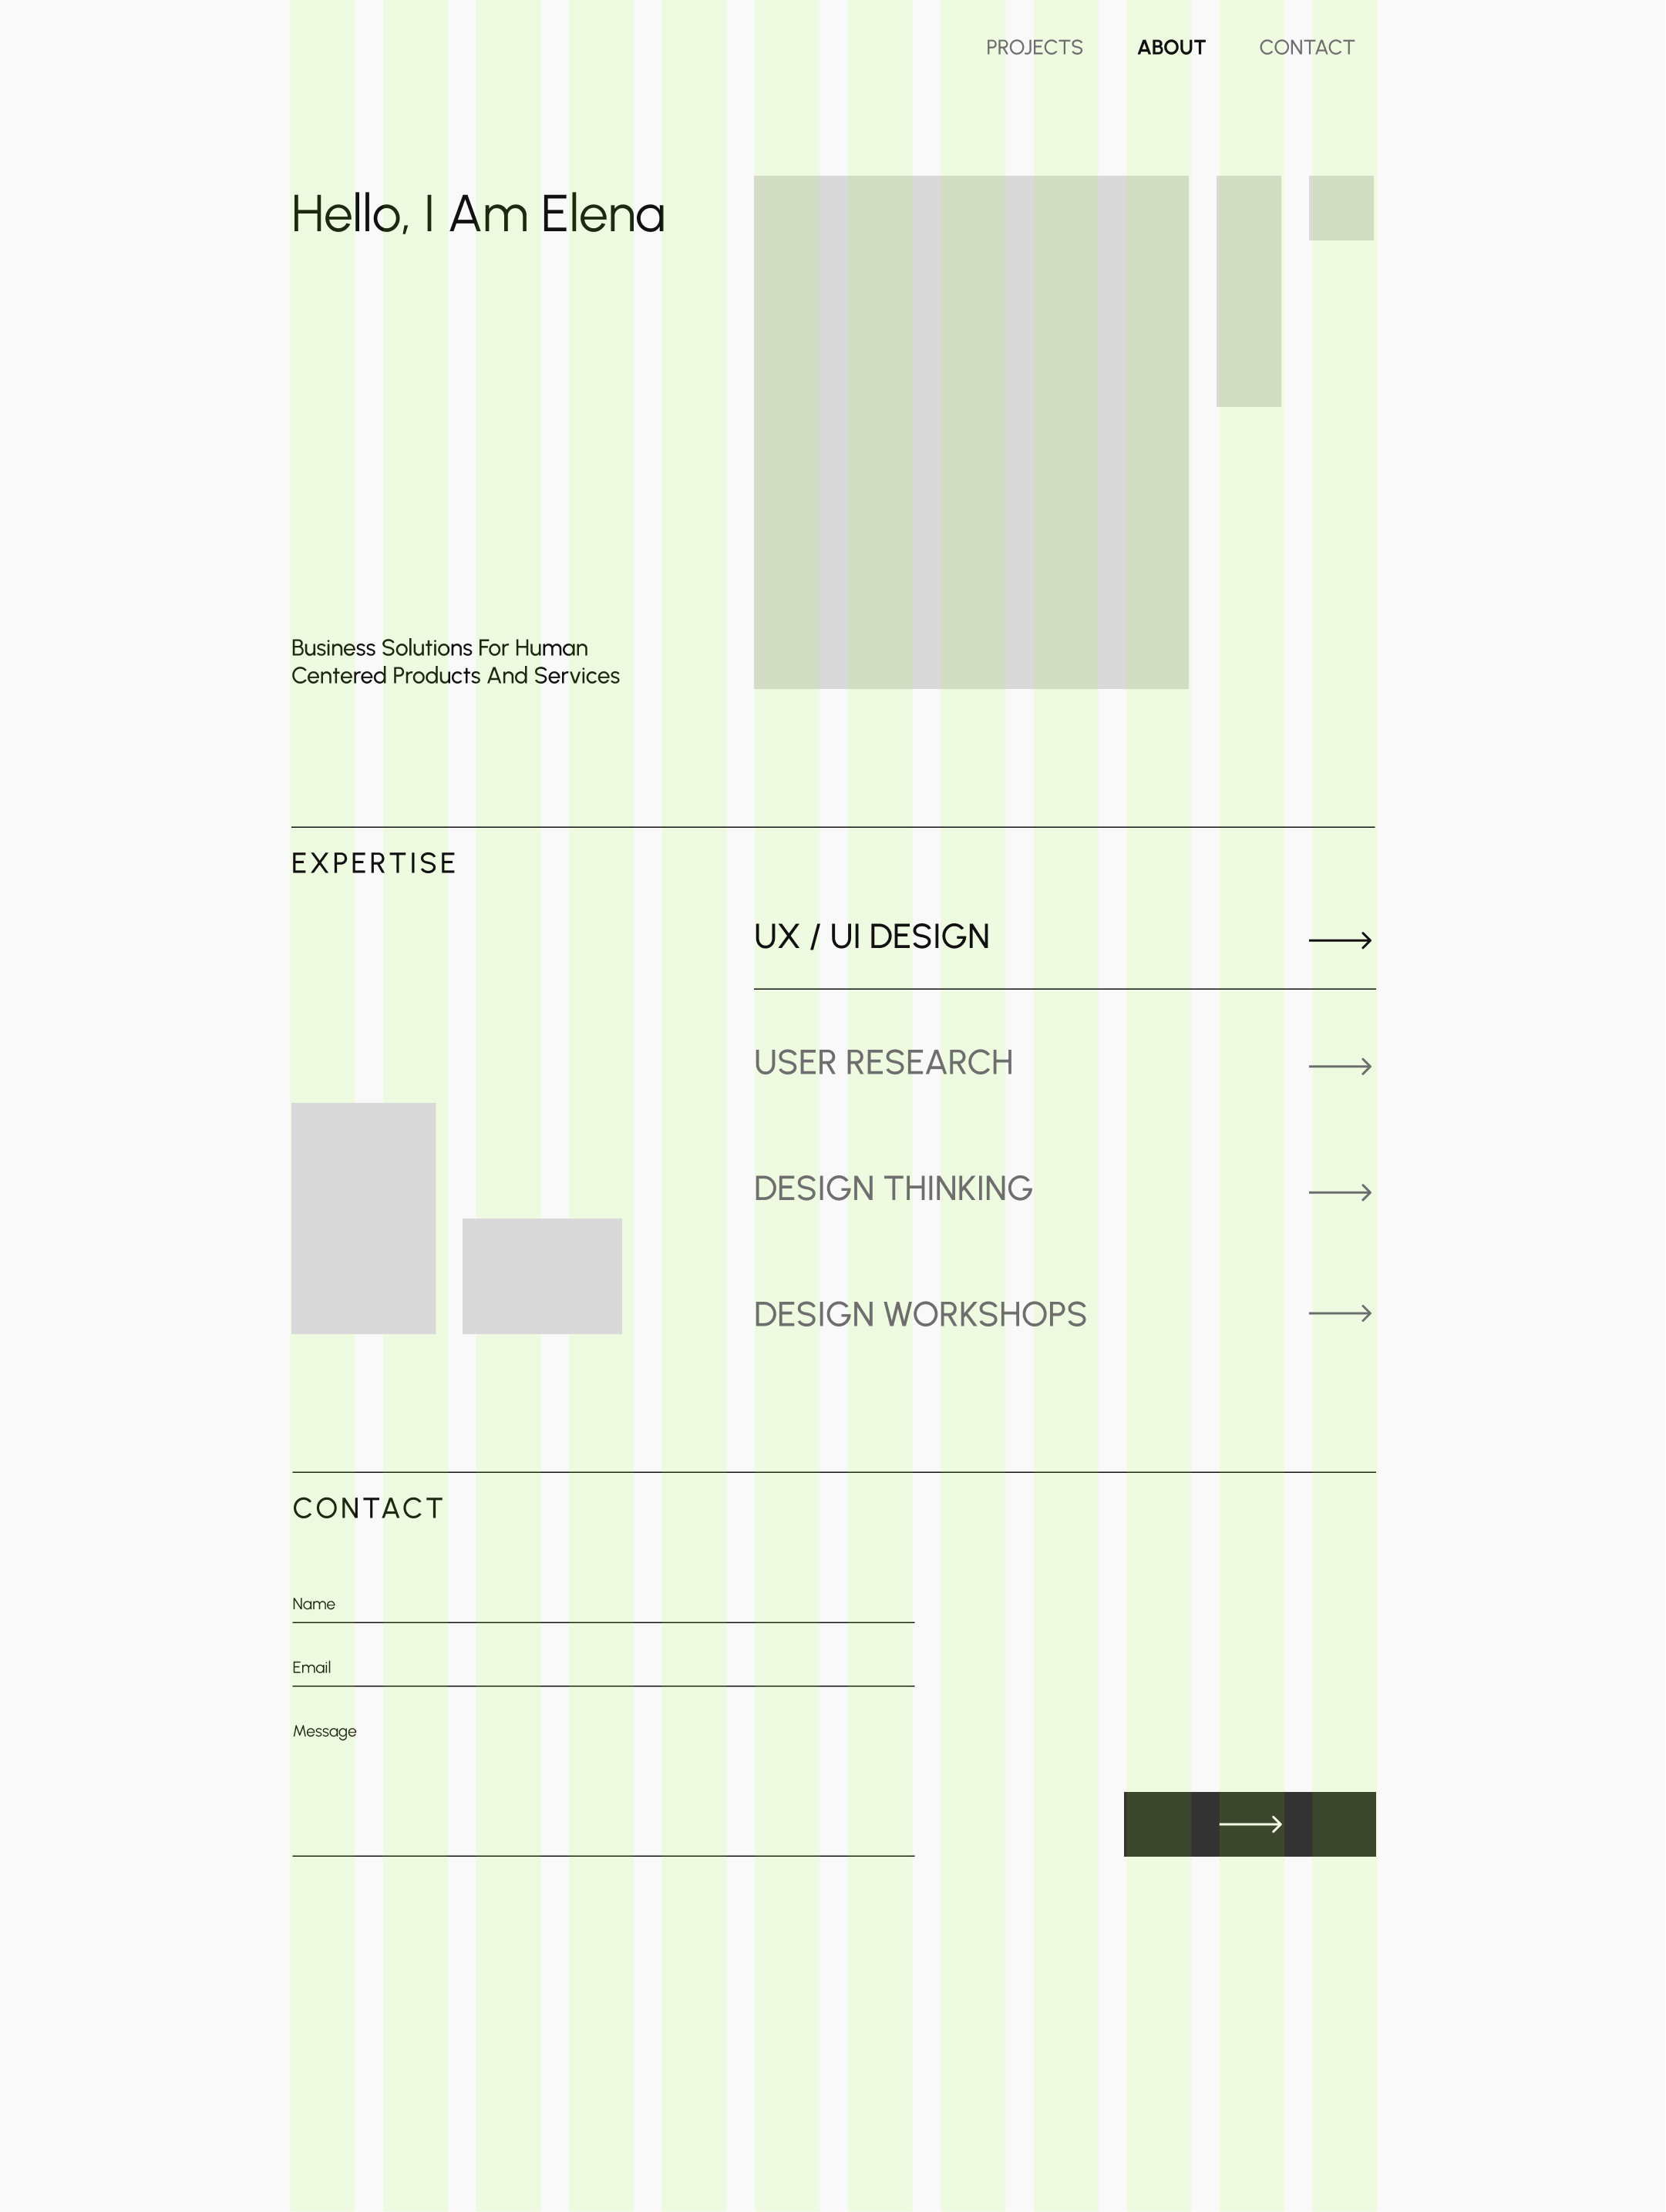 PROJECTS ABOUT CONTACT
Hello, I Am Elena
Business Solutions For Human
Centered Products And Services
EXPERTISE
UX / UI DESIGN
USER RESEARCH
DESIGN THINKING
DESIGN WORKSHOPS
CONTACT
Name
Email
Message